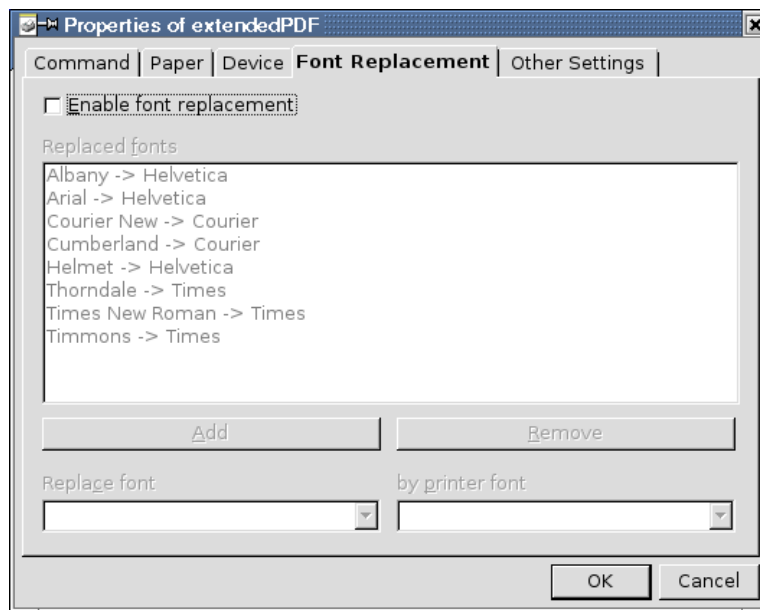 Properties of extendedPDF
Command Paper Device Font Replacement Other Settings
Enable font replacement
Replaced fonts
Albany -> Helvetica
Arial -> Helvetica
Courier New -> Courier
Cumberland -> Courier
Helmet -> Helvetica
Thorndale -> Times
Times New Roman -> Times
Timmons -> Times
Add Remove
Replace font by printer font
OK Cancel